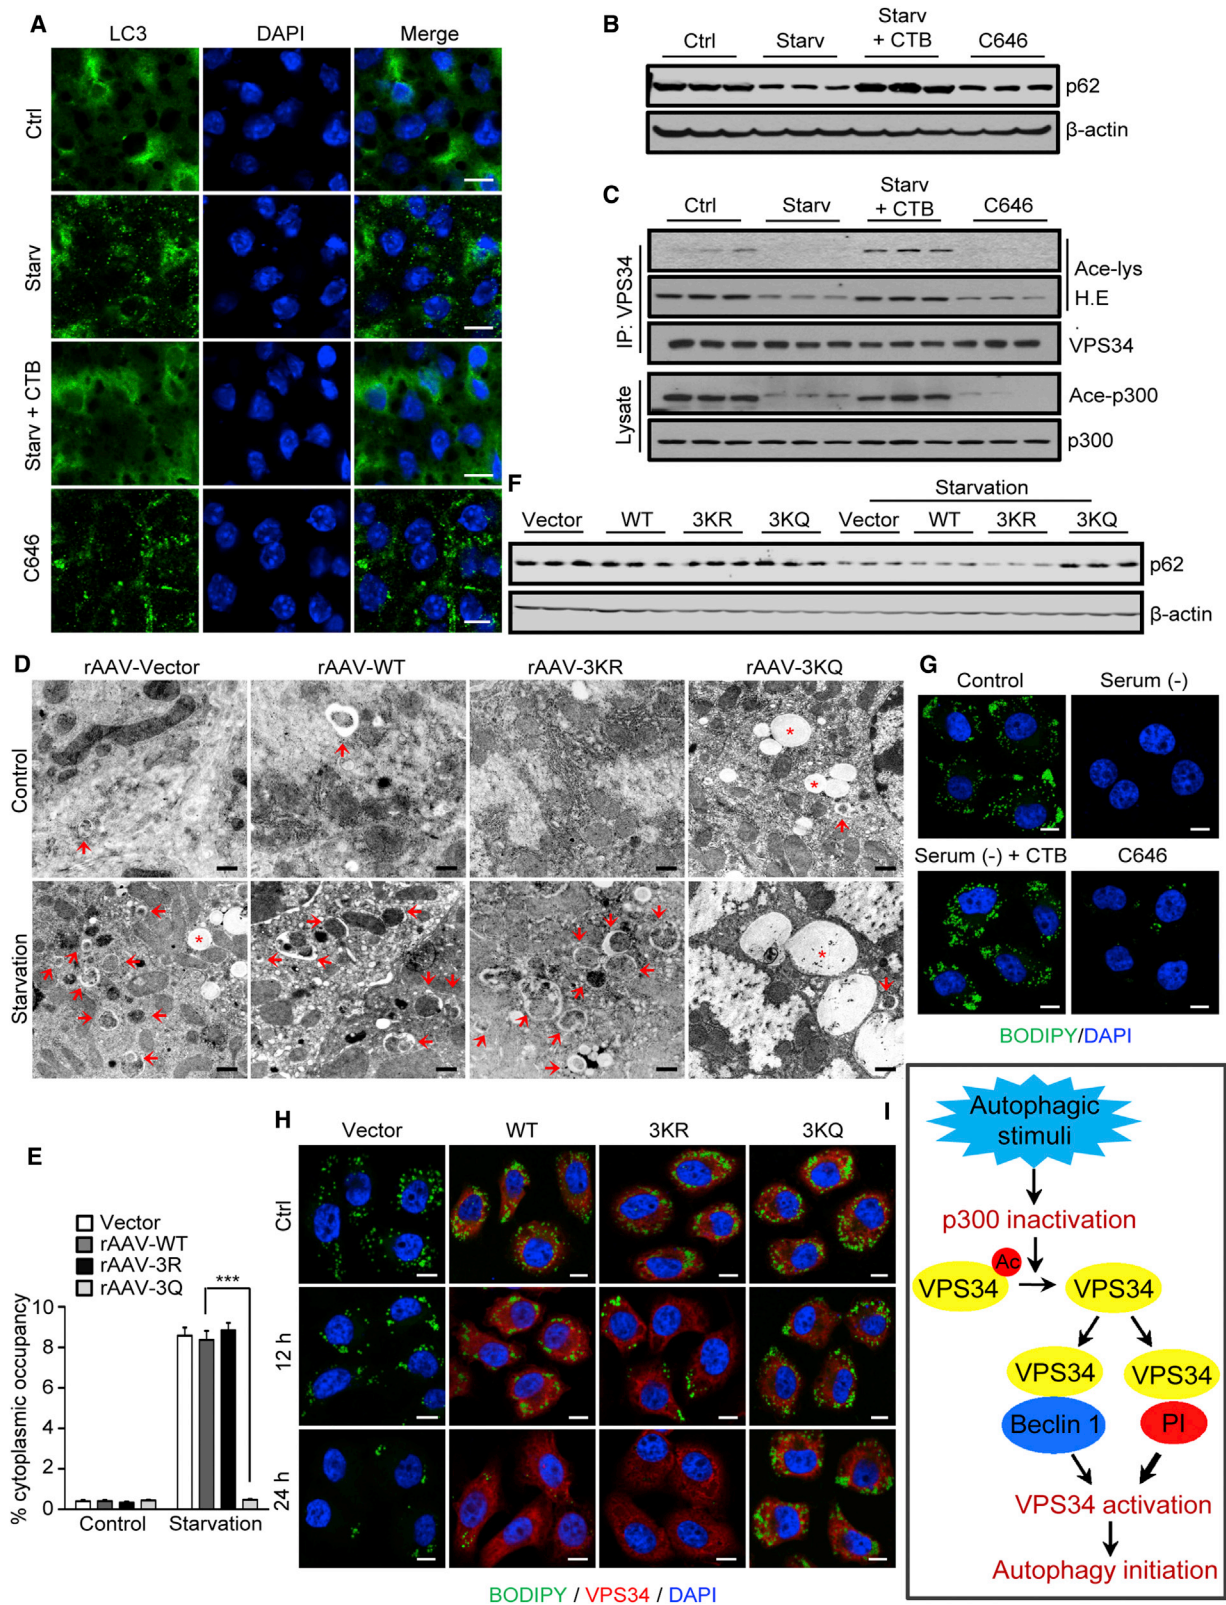 A
LC3 DAPI Merge
Ctrl
Starv
Starv + CTB
C646
B
Ctrl Starv Starv + CTB C646
p62
β-actin
C
Ctrl Starv Starv + CTB C646
IP: VPS34
Ace-lys
H.E
VPS34
Lysate
Ace-p300
p300
F
Starvation
Vector WT 3KR 3KQ Vector WT 3KR 3KQ
p62
β-actin
D
rAAV-Vector rAAV-WT rAAV-3KR rAAV-3KQ
Control
*
*
Starvation
*
*
G
Control Serum (-)
Serum (-) + CTB C646
BODIPY/DAPI
E
Vector
rAAV-WT
rAAV-3R
rAAV-3Q
***
% cytoplasmic occupancy
10
8
6
4
2
0
Control Starvation
H
Vector WT 3KR 3KQ
Ctrl
12 h
24 h
BODIPY / VPS34 / DAPI
I
Autophagic
stimuli
p300 inactivation
Ac
VPS34 VPS34
VPS34 VPS34
Beclin 1 PI
VPS34 activation
Autophagy initiation